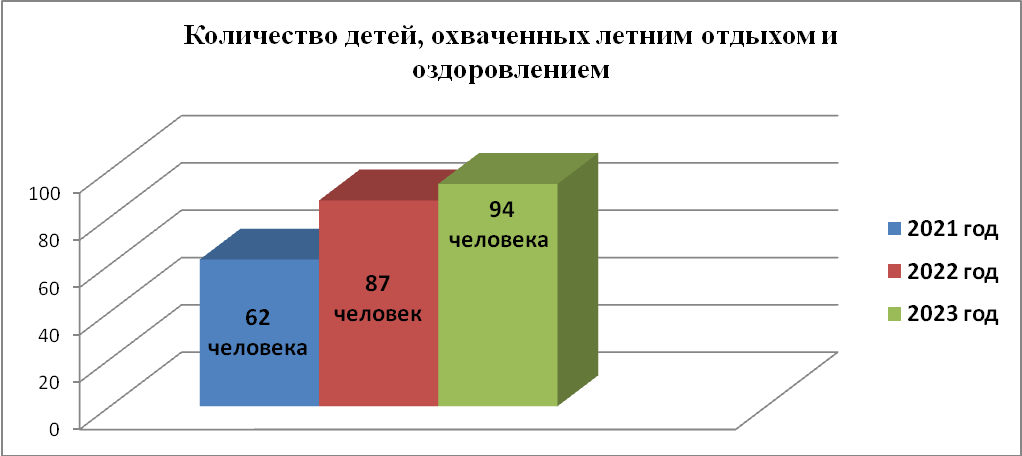 Количество детей, охваченных летним отдыхом и
оздоровлением
100
80
60
40
20
0
62
человека
87
человек
94
человека
2021 год
2022 год
2023 год